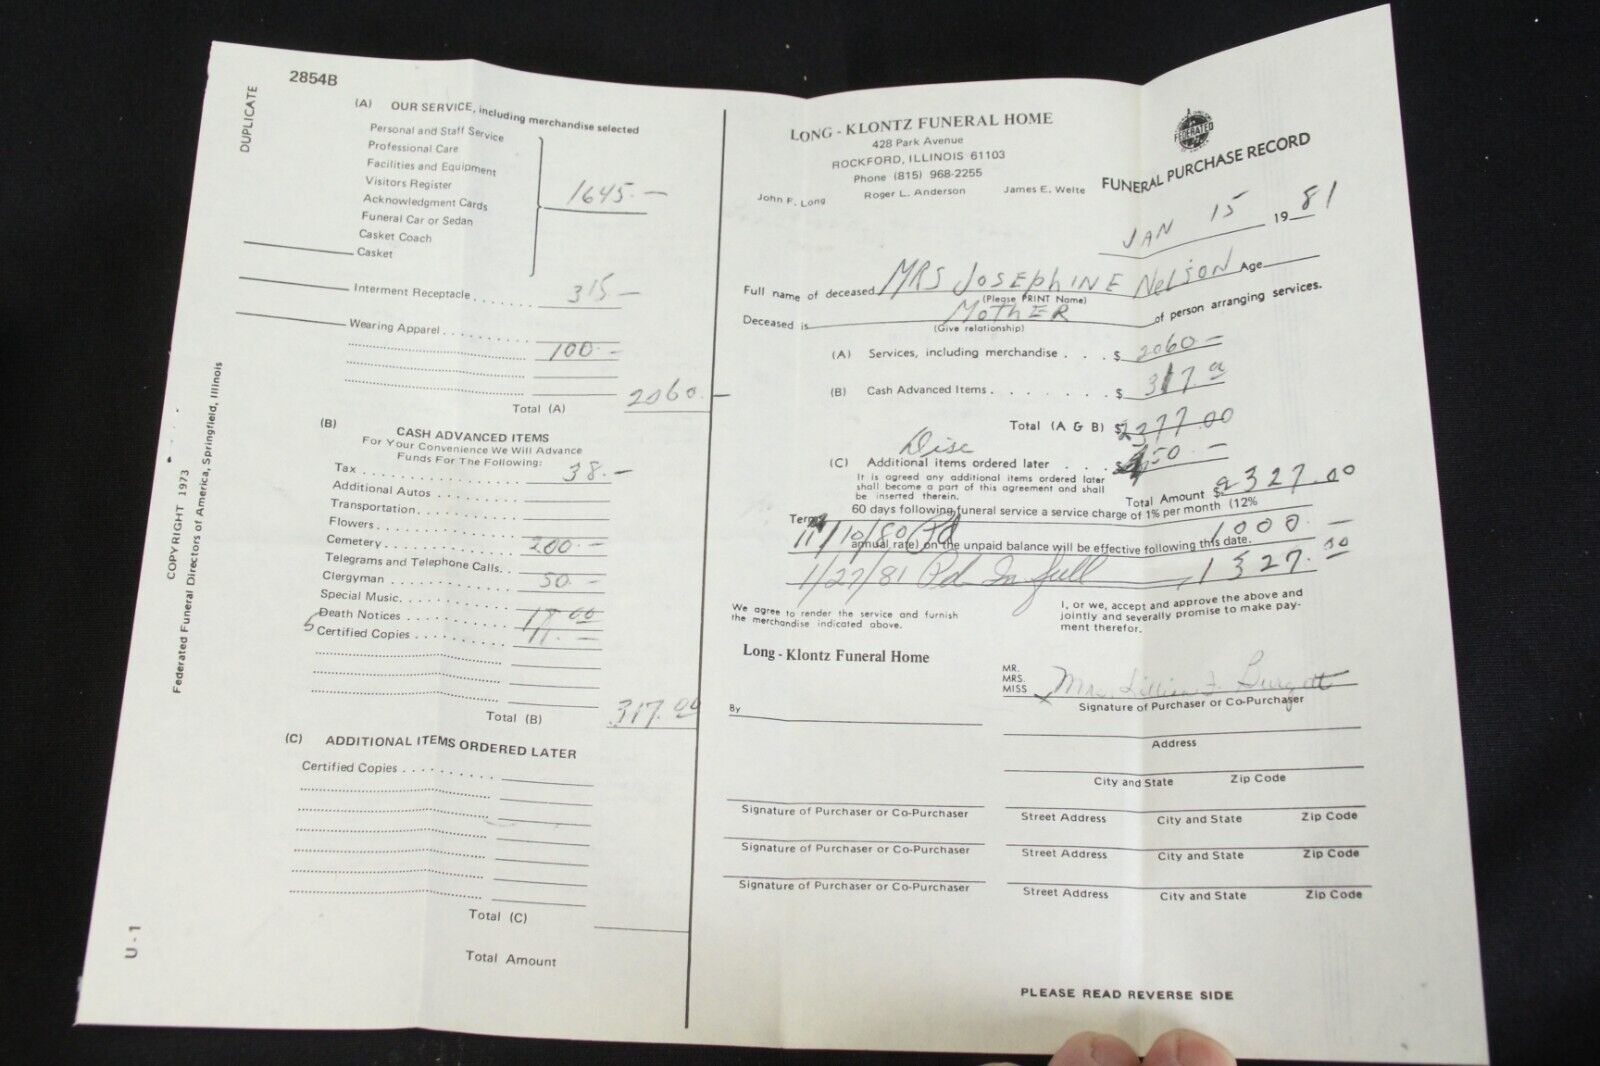 2854B
DUPLICATE
(A) OUR SERVICE, including merchandise selected
Personal and Staff Service
Professional Care
Facilities and Equipment
Visitors Register
Acknowledgment Cards
Funeral Car or Sedan
Casket Coach
Casket
1645.—
Interment Receptacle . . . . . . . 315 —
Wearing Apparel . . . . . . . . .
100.—
Total (A) 2060.—
(B) CASH ADVANCED ITEMS
For Your Convenience We Will Advance
Funds For The Following:
Tax . . . . . . . . . . . . . . . 38.—
Additional Autos . . . . . . . . .
Transportation . . . . . . . . . .
Flowers . . . . . . . . . . . . .
Cemetery . . . . . . . . . . . . 200.—
Telegrams and Telephone Calls. .
Clergyman . . . . . . . . . . . 50.—
Special Music. . . . . . . . . . .
Death Notices . . . . . . . . . 18.00
5 Certified Copies . . . . . . . . 11.—
Total (B) 317.00
(C) ADDITIONAL ITEMS ORDERED LATER
Certified Copies . . . . . . . . .
Total (C)
Total Amount
COPYRIGHT 1973
Federated Funeral Directors of America, Springfield, Illinois
U-1
LONG - KLONTZ FUNERAL HOME
428 Park Avenue
ROCKFORD, ILLINOIS 61103
Phone (815) 968-2255
John F. Long Roger L. Anderson James E. Welte
FEDERATED
FUNERAL PURCHASE RECORD
JAN 15 19 81
Full name of deceased MRS JOSEPHINE NELSON Age
(Please PRINT Name)
Deceased is MOTHER of person arranging services.
(Give relationship)
(A) Services, including merchandise . . . $ 2060.—
(B) Cash Advanced Items . . . . . . . $ 317.00
Total (A & B) $ 2377.00
Disc
(C) Additional items ordered later . . . $ 50.—
It is agreed any additional items ordered later
shall become a part of this agreement and shall
be inserted therein.
Total Amount $ 2327.00
60 days following funeral service a service charge of 1% per month (12%
Terms
11/10/80 Pd 1000.—
annual rate) on the unpaid balance will be effective following this date.
1/27/81 Pd In full 1327.00
We agree to render the service and furnish
the merchandise indicated above.
I, or we, accept and approve the above and
jointly and severally promise to make pay-
ment therefor.
Long - Klontz Funeral Home
MR.
MRS.
MISS
Mrs. Lillian F. Burgett
Signature of Purchaser or Co-Purchaser
By
Address
City and State Zip Code
Signature of Purchaser or Co-Purchaser Street Address City and State Zip Code
Signature of Purchaser or Co-Purchaser Street Address City and State Zip Code
Signature of Purchaser or Co-Purchaser Street Address City and State Zip Code
PLEASE READ REVERSE SIDE